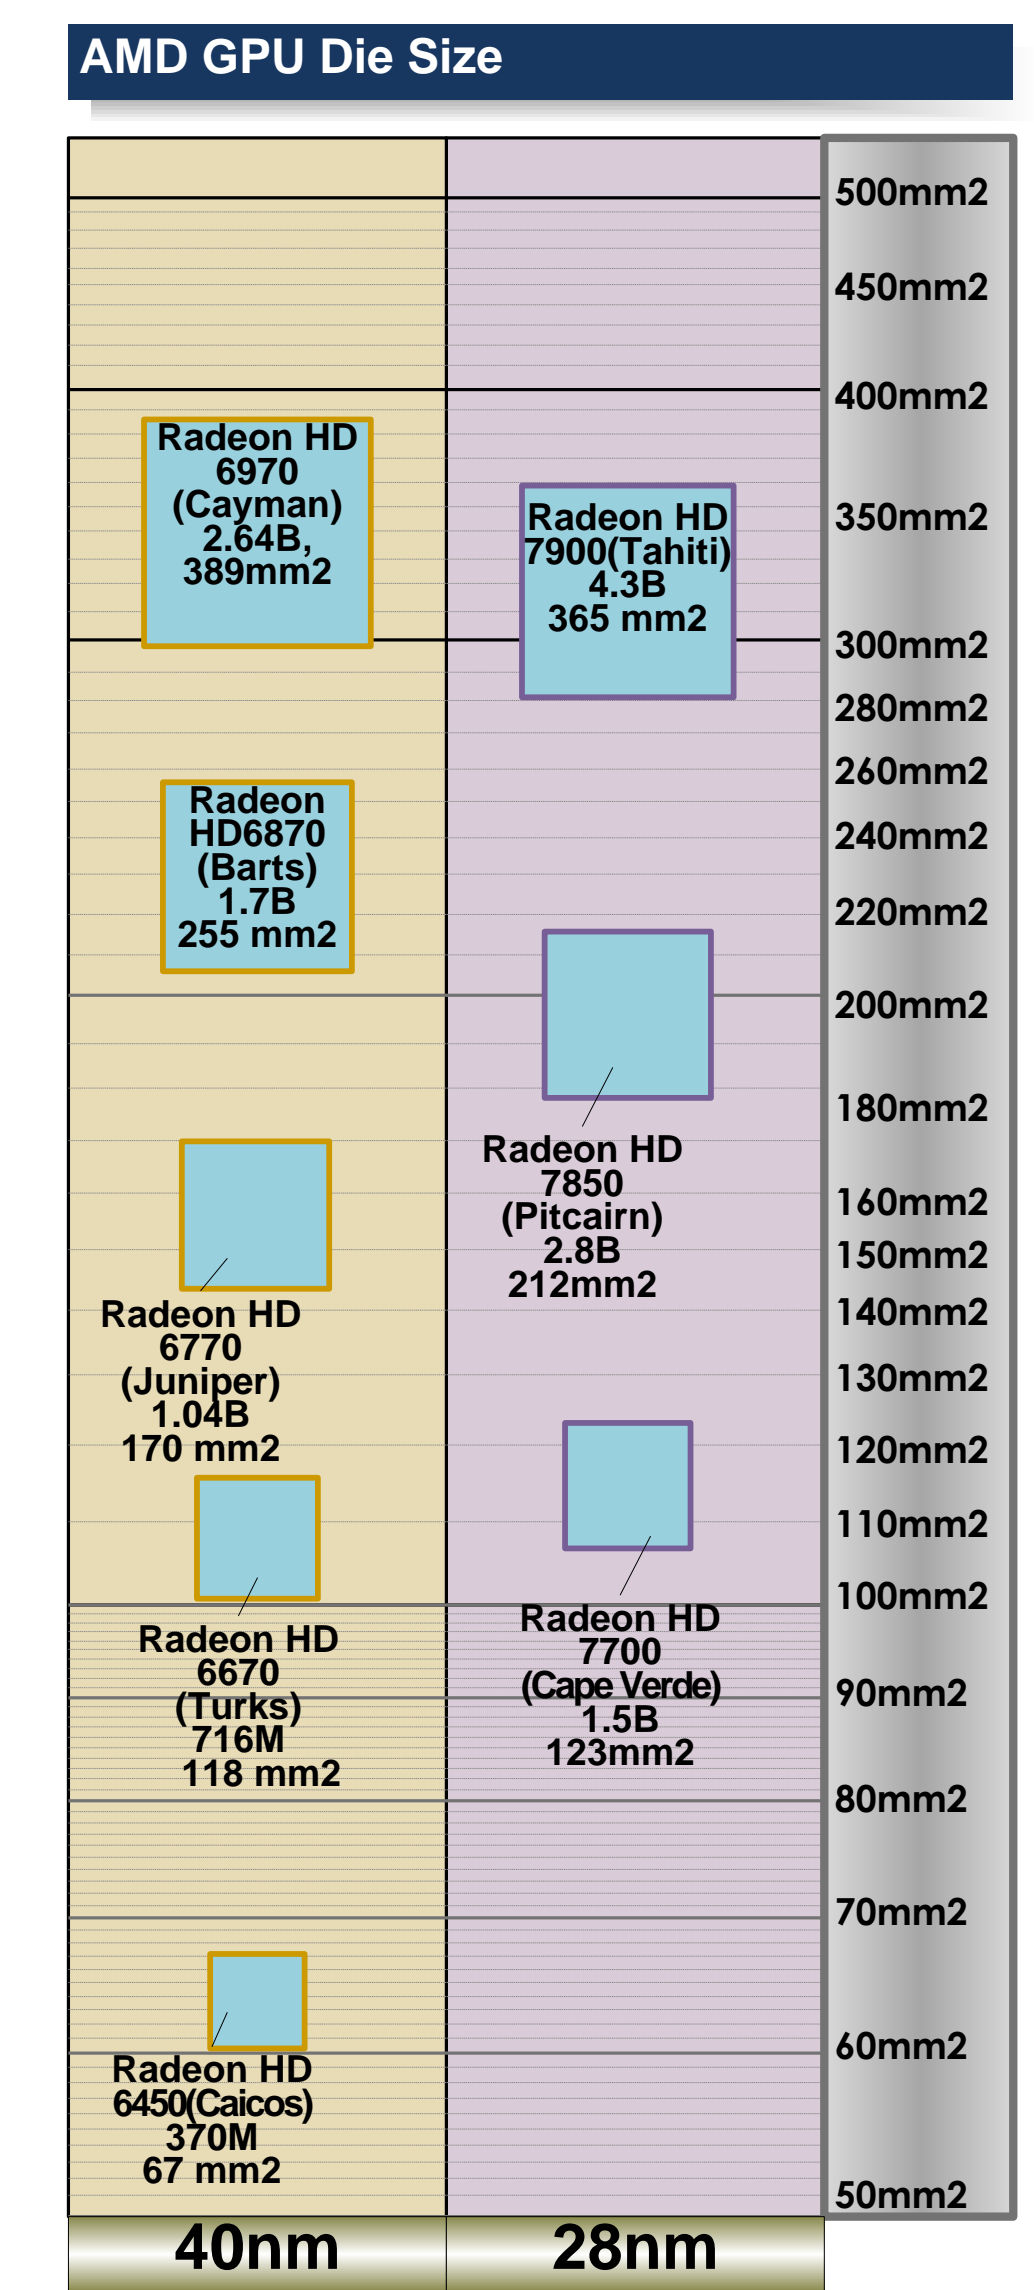 AMD GPU Die Size
Radeon HD
6970
(Cayman)
2.64B,
389mm2
Radeon
HD6870
(Barts)
1.7B
255 mm2
Radeon HD
6770
(Juniper)
1.04B
170 mm2
Radeon HD
6670
(Turks)
716M
118 mm2
Radeon HD
6450(Caicos)
370M
67 mm2
40nm
Radeon HD
7900(Tahiti)
4.3B
365 mm2
Radeon HD
7850
(Pitcairn)
2.8B
212mm2
Radeon HD
7700
(Cape Verde)
1.5B
123mm2
28nm
500mm2
450mm2
400mm2
350mm2
300mm2
280mm2
260mm2
240mm2
220mm2
200mm2
180mm2
160mm2
150mm2
140mm2
130mm2
120mm2
110mm2
100mm2
90mm2
80mm2
70mm2
60mm2
50mm2